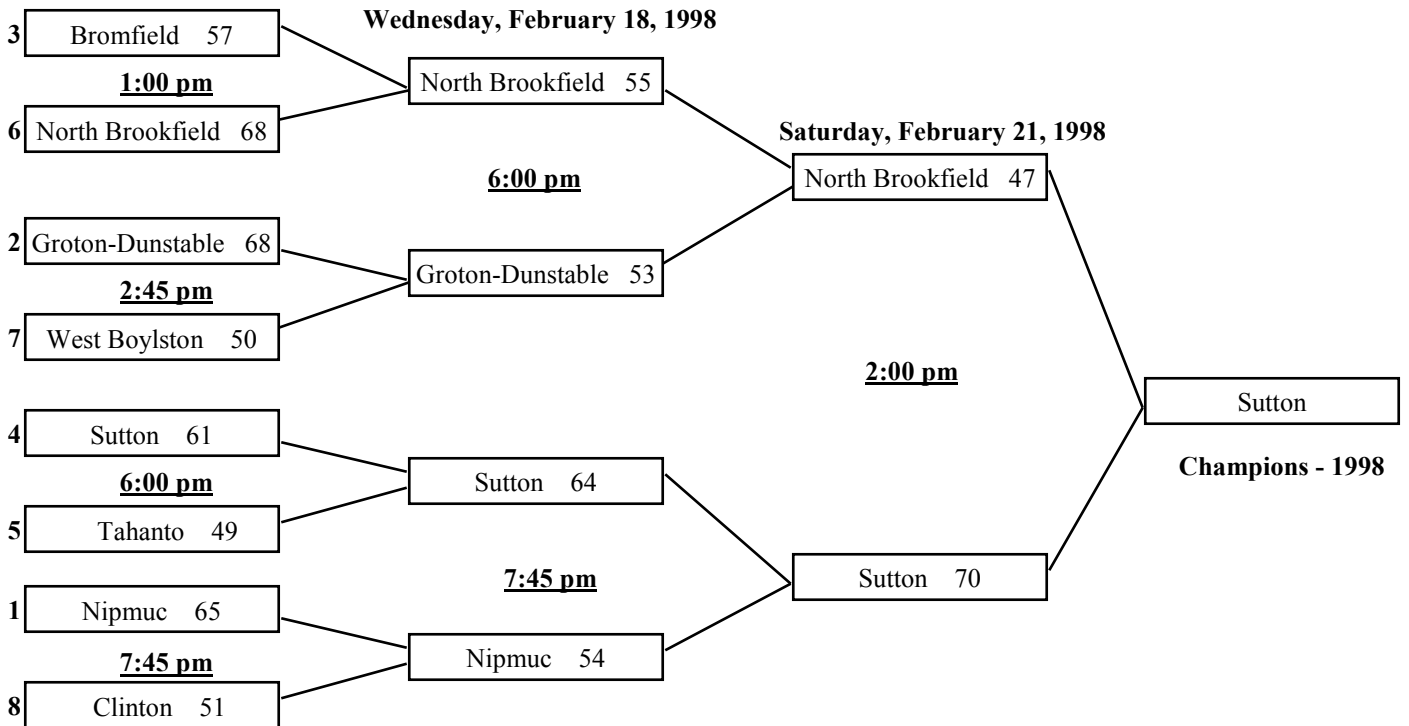 Wednesday, February 18, 1998
3 Bromfield 57
1:00 pm
6 North Brookfield 68
North Brookfield 55
2 Groton-Dunstable 68
2:45 pm
7 West Boylston 50
6:00 pm
Groton-Dunstable 53
Saturday, February 21, 1998
North Brookfield 47
4 Sutton 61
6:00 pm
5 Tahanto 49
Sutton 64
1 Nipmuc 65
7:45 pm
8 Clinton 51
7:45 pm
Nipmuc 54
2:00 pm
Sutton 70
Sutton
Champions - 1998